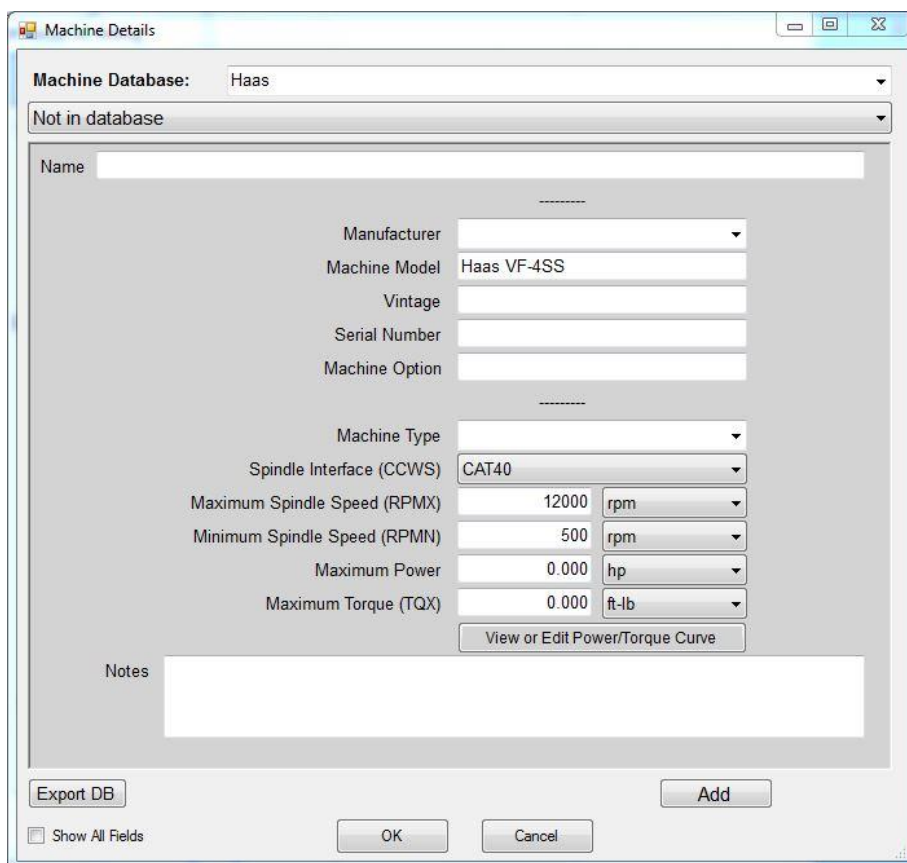 Machine Details
Machine Database: Haas
Not in database
Name
---------
Manufacturer
Machine Model Haas VF-4SS
Vintage
Serial Number
Machine Option
---------
Machine Type
Spindle Interface (CCWS) CAT40
Maximum Spindle Speed (RPMX) 12000 rpm
Minimum Spindle Speed (RPMN) 500 rpm
Maximum Power 0.000 hp
Maximum Torque (TQX) 0.000 ft-lb
View or Edit Power/Torque Curve
Notes
Export DB Add
Show All Fields OK Cancel